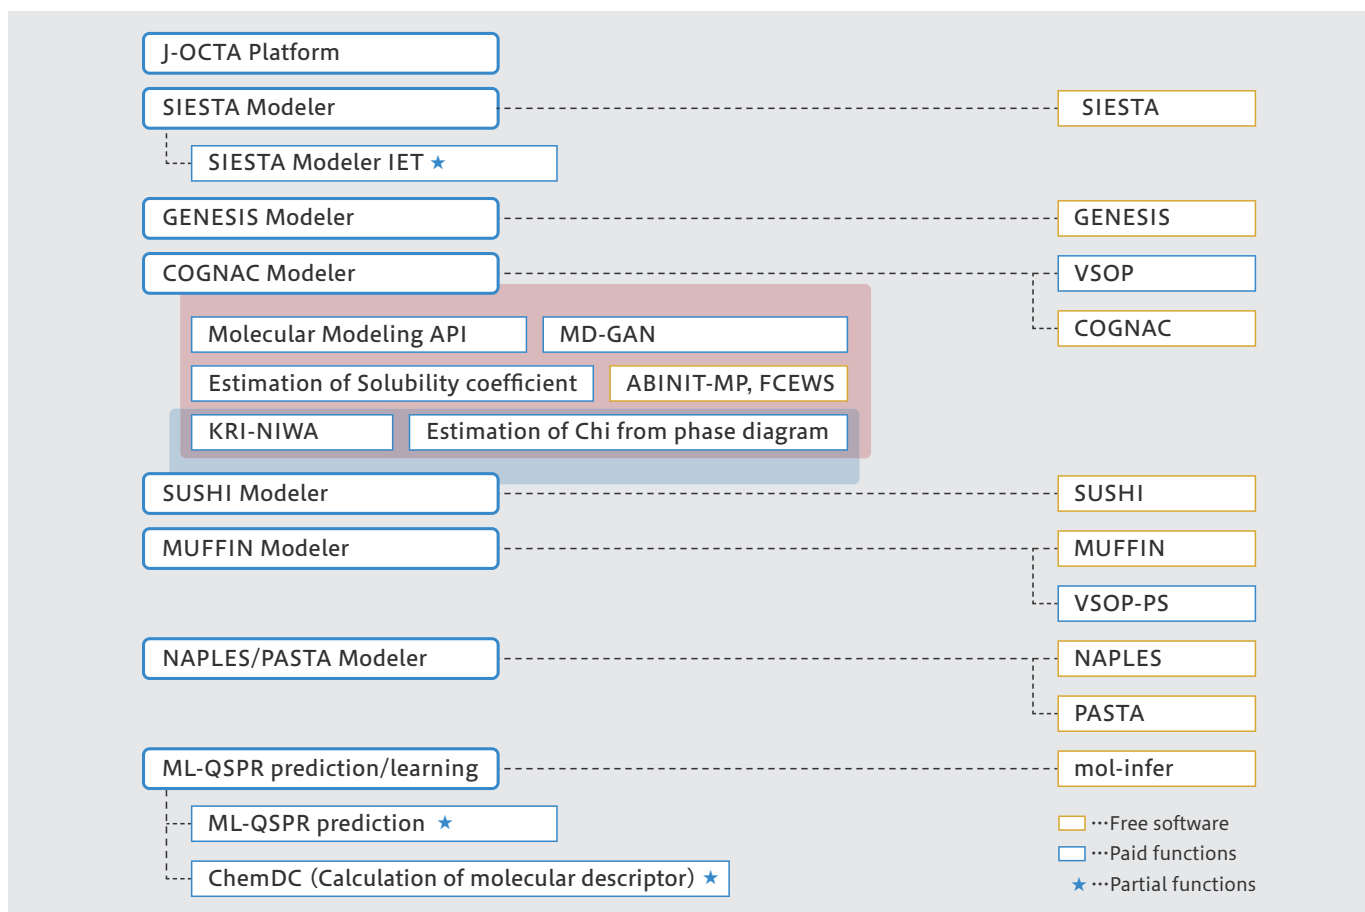 J-OCTA Platform
SIESTA Modeler
SIESTA
SIESTA Modeler IET ★
GENESIS Modeler
GENESIS
COGNAC Modeler
VSOP
COGNAC
Molecular Modeling API
MD-GAN
Estimation of Solubility coefficient
ABINIT-MP, FCEWS
KRI-NIWA
Estimation of Chi from phase diagram
SUSHI Modeler
SUSHI
MUFFIN Modeler
MUFFIN
VSOP-PS
NAPLES/PASTA Modeler
NAPLES
PASTA
ML-QSPR prediction/learning
mol-infer
ML-QSPR prediction ★
ChemDC (Calculation of molecular descriptor) ★
···Free software
···Paid functions
★ ···Partial functions